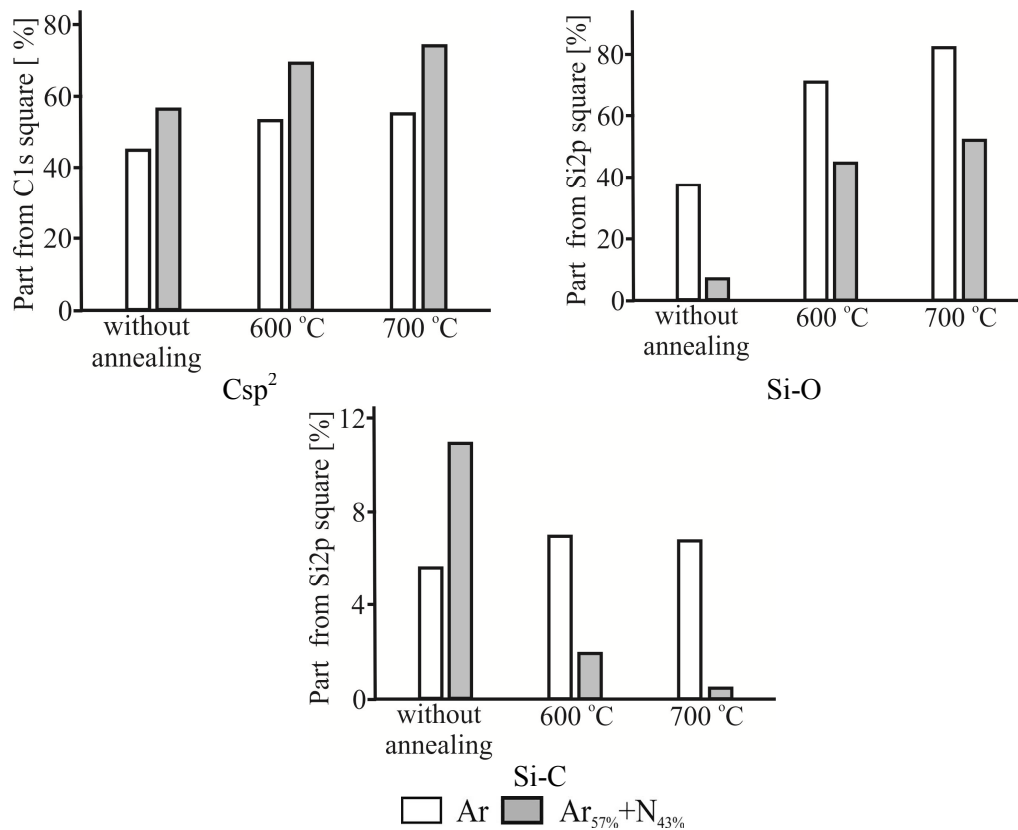 Part from C1s square [ %]
80
60
40
20
0
without annealing
600 °C
700 °C
Csp²
Part from Si2p square [%]
80
60
40
20
0
without annealing
600 °C
700 °C
Si-O
Part from Si2p square [%]
12
8
4
0
without annealing
600 °C
700 °C
Si-C
Ar
Ar57%+N43%